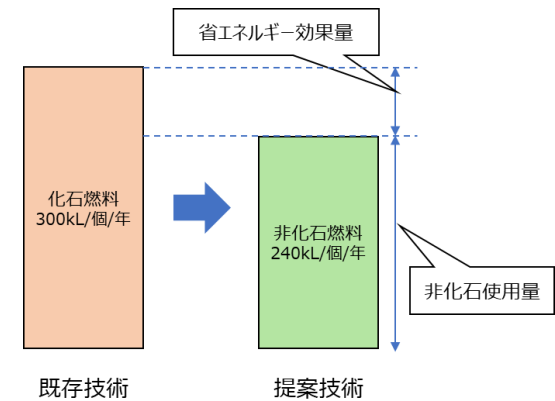 省エネルギー効果量
化石燃料
300kL/個/年
非化石燃料
240kL/個/年
非化石使用量
既存技術
提案技術